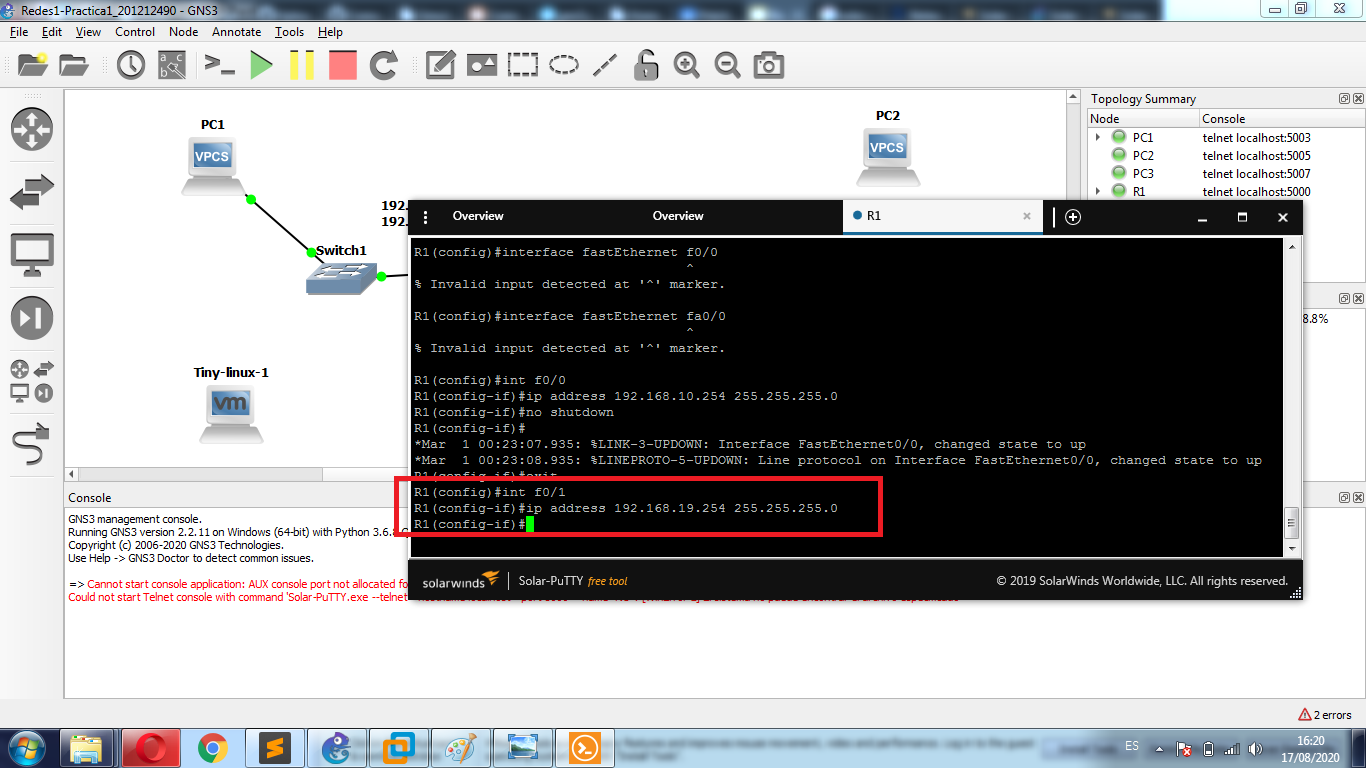 Redes1-Practica1_201212490 - GNS3
File Edit View Control Node Annotate Tools Help
PC1
VPCS
PC2
VPCS
192.
192.
Switch1
Tiny-linux-1
vm
Topology Summary
Node Console
PC1 telnet localhost:5003
PC2 telnet localhost:5005
PC3 telnet localhost:5007
R1 telnet localhost:5000
8.8%
Overview Overview R1
R1(config)#interface fastEthernet f0/0
^
% Invalid input detected at '^' marker.
R1(config)#interface fastEthernet fa0/0
^
% Invalid input detected at '^' marker.
R1(config)#int f0/0
R1(config-if)#ip address 192.168.10.254 255.255.255.0
R1(config-if)#no shutdown
R1(config-if)#
*Mar  1 00:23:07.935: %LINK-3-UPDOWN: Interface FastEthernet0/0, changed state to up
*Mar  1 00:23:08.935: %LINEPROTO-5-UPDOWN: Line protocol on Interface FastEthernet0/0, changed state to up
R1(config-if)#exit
R1(config)#int f0/1
R1(config-if)#ip address 192.168.19.254 255.255.255.0
R1(config-if)#
solarwinds Solar-PuTTY free tool
© 2019 SolarWinds Worldwide, LLC. All rights reserved.
Console
GNS3 management console.
Running GNS3 version 2.2.11 on Windows (64-bit) with Python 3.6.8
Copyright (c) 2006-2020 GNS3 Technologies.
Use Help -> GNS3 Doctor to detect common issues.
=> Cannot start console application: AUX console port not allocated fo
Could not start Telnet console with command 'Solar-PuTTY.exe --telnet
2 errors
ES
16:20
17/08/2020